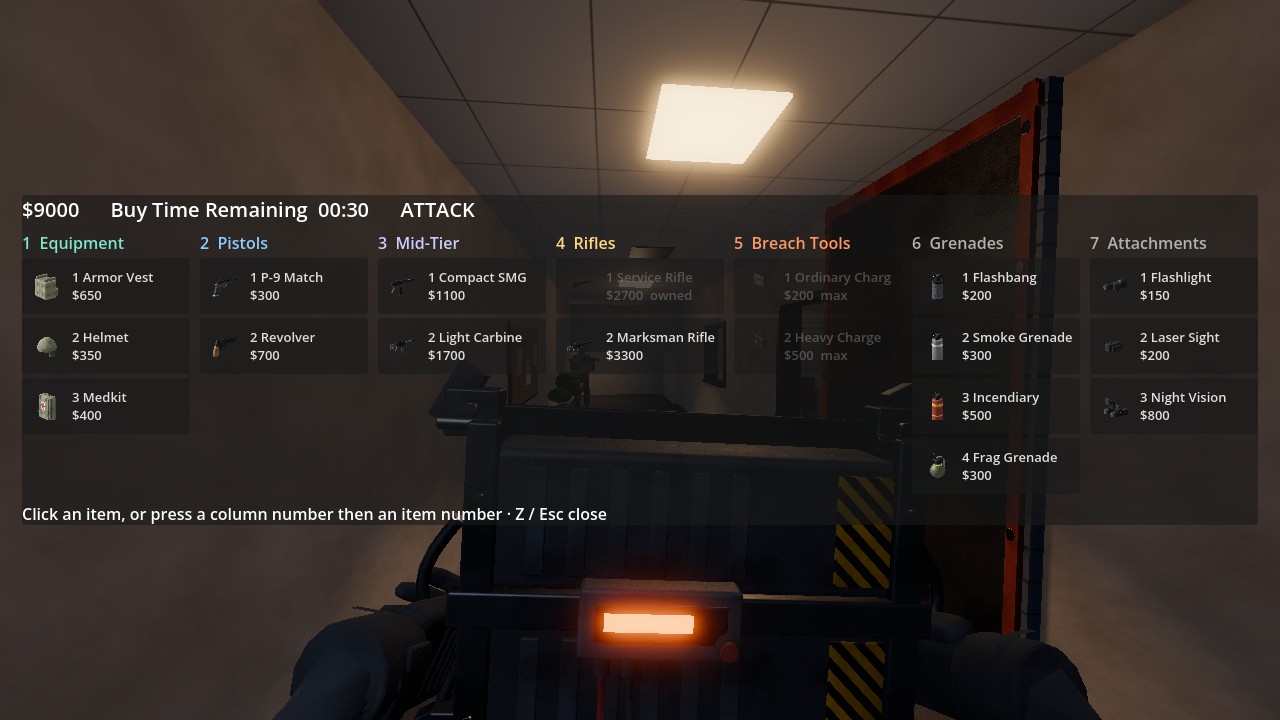 $9000 Buy Time Remaining 00:30 ATTACK
1 Equipment
1 Armor Vest
$650
2 Helmet
$350
3 Medkit
$400
2 Pistols
1 P-9 Match
$300
2 Revolver
$700
3 Mid-Tier
1 Compact SMG
$1100
2 Light Carbine
$1700
4 Rifles
1 Service Rifle
$2700 owned
2 Marksman Rifle
$3300
5 Breach Tools
1 Ordinary Charg
$200 max
2 Heavy Charge
$500 max
6 Grenades
1 Flashbang
$200
2 Smoke Grenade
$300
3 Incendiary
$500
4 Frag Grenade
$300
7 Attachments
1 Flashlight
$150
2 Laser Sight
$200
3 Night Vision
$800
Click an item, or press a column number then an item number · Z / Esc close